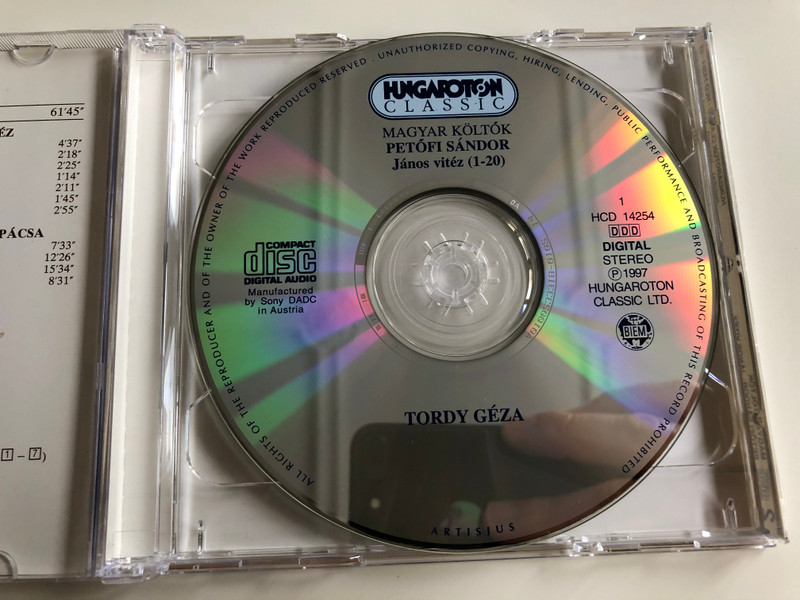 61'45"
ÉZ
4'37"
2'18"
2'25"
1'14"
2'11"
1'45"
2'55"
PÁCSA
7'33"
12'26"
15'34"
8'31"
1 – 7)
HUNGAROTON
CLASSIC
MAGYAR KÖLTŐK
PETŐFI SÁNDOR
János vitéz (1-20)
COMPACT
disc
DIGITAL AUDIO
Manufactured
by Sony DADC
in Austria
1
HCD 14254
DDD
DIGITAL
STEREO
Ⓟ 1997
HUNGAROTON
CLASSIC LTD.
BIEM
TORDY GÉZA
ALL RIGHTS OF THE REPRODUCER AND OF THE OWNER OF THE WORK REPRODUCED RESERVED · UNAUTHORIZED COPYING, HIRING, LENDING, PUBLIC PERFORMANCE AND BROADCASTING OF THIS RECORD PROHIBITED
ARTISJUS